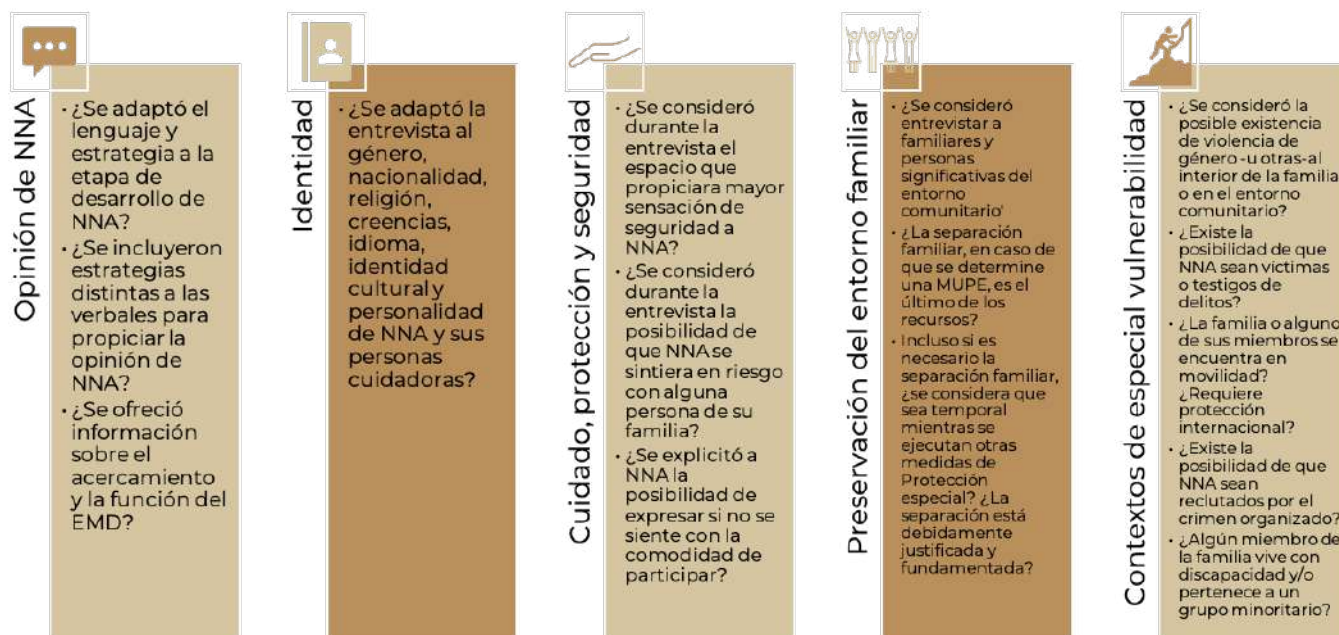 Opinión de NNA
• ¿Se adaptó el
lenguaje y
estrategia a la
etapa de
desarrollo de
NNA?
• ¿Se incluyeron
estrategias
distintas a las
verbales para
propiciar la
opinión de
NNA?
• ¿Se ofreció
información
sobre el
acercamiento
y la función del
EMD?
Identidad
• ¿Se adaptó la
entrevista al
género,
nacionalidad,
religión,
creencias,
idioma,
identidad
cultural y
personalidad
de NNA y sus
personas
cuidadoras?
Cuidado, protección y seguridad
• ¿Se consideró
durante la
entrevista el
espacio que
propiciara mayor
sensación de
seguridad a
NNA?
• ¿Se consideró
durante la
entrevista la
posibilidad de
que NNA se
sintiera en riesgo
con alguna
persona de su
familia?
• ¿Se explicitó a
NNA la
posibilidad de
expresar si no se
siente con la
comodidad de
participar?
Preservación del entorno familiar
• ¿Se consideró
entrevistar a
familiares y
personas
significativas del
entorno
comunitario'
• ¿La separación
familiar, en caso de
que se determine
una MUPE, es el
último de los
recursos?
• Incluso si es
necesario la
separación familiar,
¿se considera que
sea temporal
mientras se
ejecutan otras
medidas de
Protección
especial? ¿La
separación está
debidamente
justificada y
fundamentada?
Contextos de especial vulnerabilidad
• ¿Se consideró la
posible existencia
de violencia de
género -u otras- al
interior de la familia
o en el entorno
comunitario?
• ¿Existe la
posibilidad de que
NNA sean víctimas
o testigos de
delitos?
• ¿La familia o alguno
de sus miembros se
encuentra en
movilidad?
¿Requiere
protección
internacional?
• ¿Existe la
posibilidad de que
NNA sean
reclutados por el
crimen organizado?
• ¿Algún miembro de
la familia vive con
discapacidad y/o
pertenece a un
grupo minoritario?